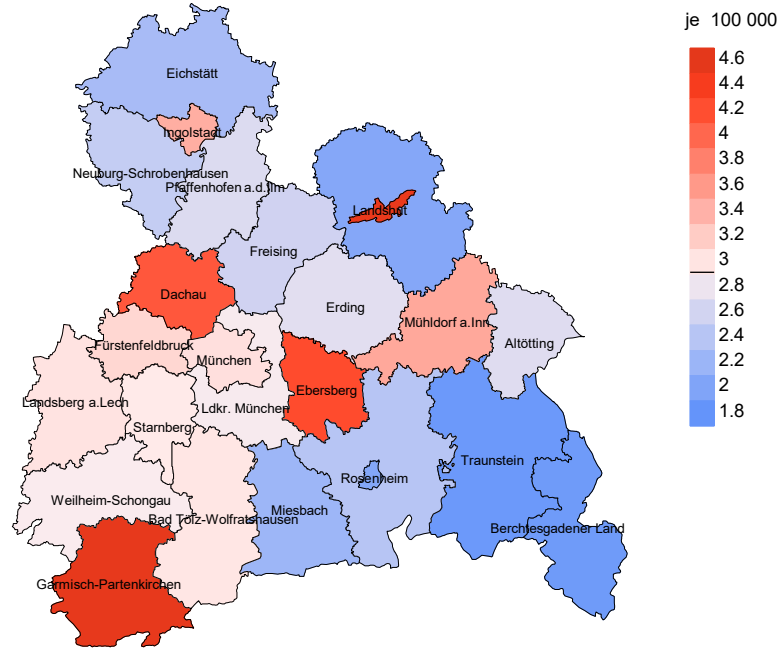 je 100 000
Eichstätt
Ingolstadt
Neuburg-Schrobenhausen
Pfaffenhofen a.d.Ilm
Landshut
Freising
Dachau
Erding
Mühldorf a.Inn
Altötting
Fürstenfeldbruck
München
Ebersberg
Landsberg a.Lech
Ldkr. München
Starnberg
Traunstein
Rosenheim
Weilheim-Schongau
Miesbach
Bad Tölz-Wolfratshausen
Berchtesgadener Land
Garmisch-Partenkirchen
4.6
4.4
4.2
4
3.8
3.6
3.4
3.2
3
2.8
2.6
2.4
2.2
2
1.8